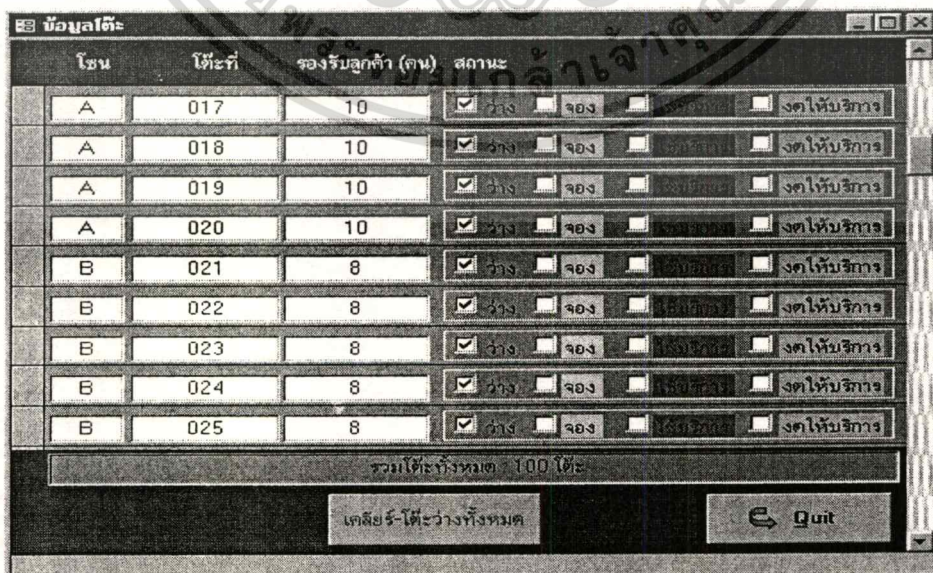 ข้อมูลโต๊ะ
โซน โต๊ะที่ รองรับลูกค้า (คน) สถานะ
A 017 10 ว่าง จอง งดให้บริการ
A 018 10 ว่าง จอง งดให้บริการ
A 019 10 ว่าง จอง งดให้บริการ
A 020 10 ว่าง จอง งดให้บริการ
B 021 8 ว่าง จอง งดให้บริการ
B 022 8 ว่าง จอง งดให้บริการ
B 023 8 ว่าง จอง งดให้บริการ
B 024 8 ว่าง จอง งดให้บริการ
B 025 8 ว่าง จอง งดให้บริการ
รวมโต๊ะทั้งหมด 100 โต๊ะ
เคลียร์-โต๊ะว่างทั้งหมด Quit